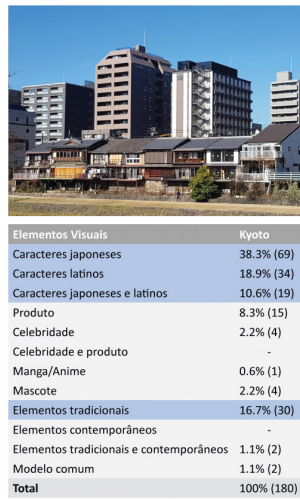 Elementos Visuais Kyoto
Caracteres japoneses 38.3% (69)
Caracteres latinos 18.9% (34)
Caracteres japoneses e latinos 10.6% (19)
Produto 8.3% (15)
Celebridade 2.2% (4)
Celebridade e produto -
Manga/Anime 0.6% (1)
Mascote 2.2% (4)
Elementos tradicionais 16.7% (30)
Elementos contemporâneos -
Elementos tradicionais e contemporâneos 1.1% (2)
Modelo comum 1.1% (2)
Total 100% (180)